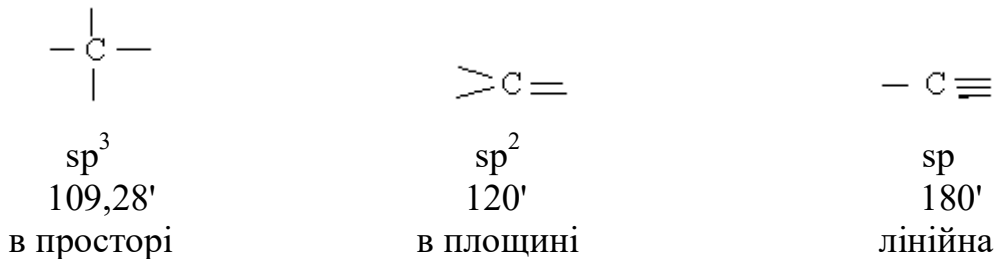 C C= C≡
sp³ sp² sp
109,28' 120' 180'
в просторі в площині лінійна